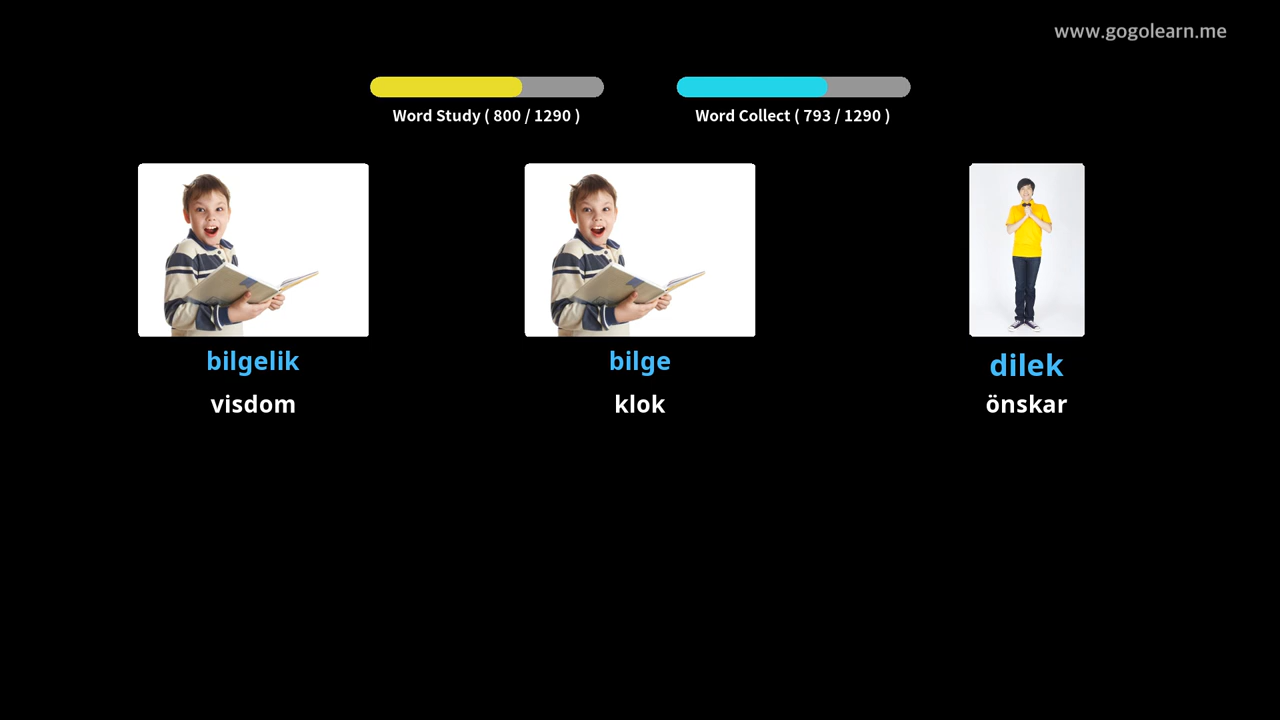 www.gogolearn.me
Word Study ( 800 / 1290 )
Word Collect ( 793 / 1290 )
bilgelik
visdom
bilge
klok
dilek
önskar